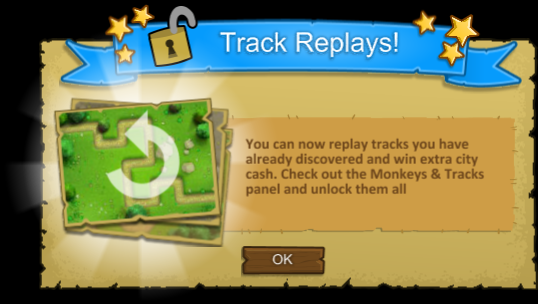 Track Replays!
You can now replay tracks you have
already discovered and win extra city
cash. Check out the Monkeys & Tracks
panel and unlock them all
OK